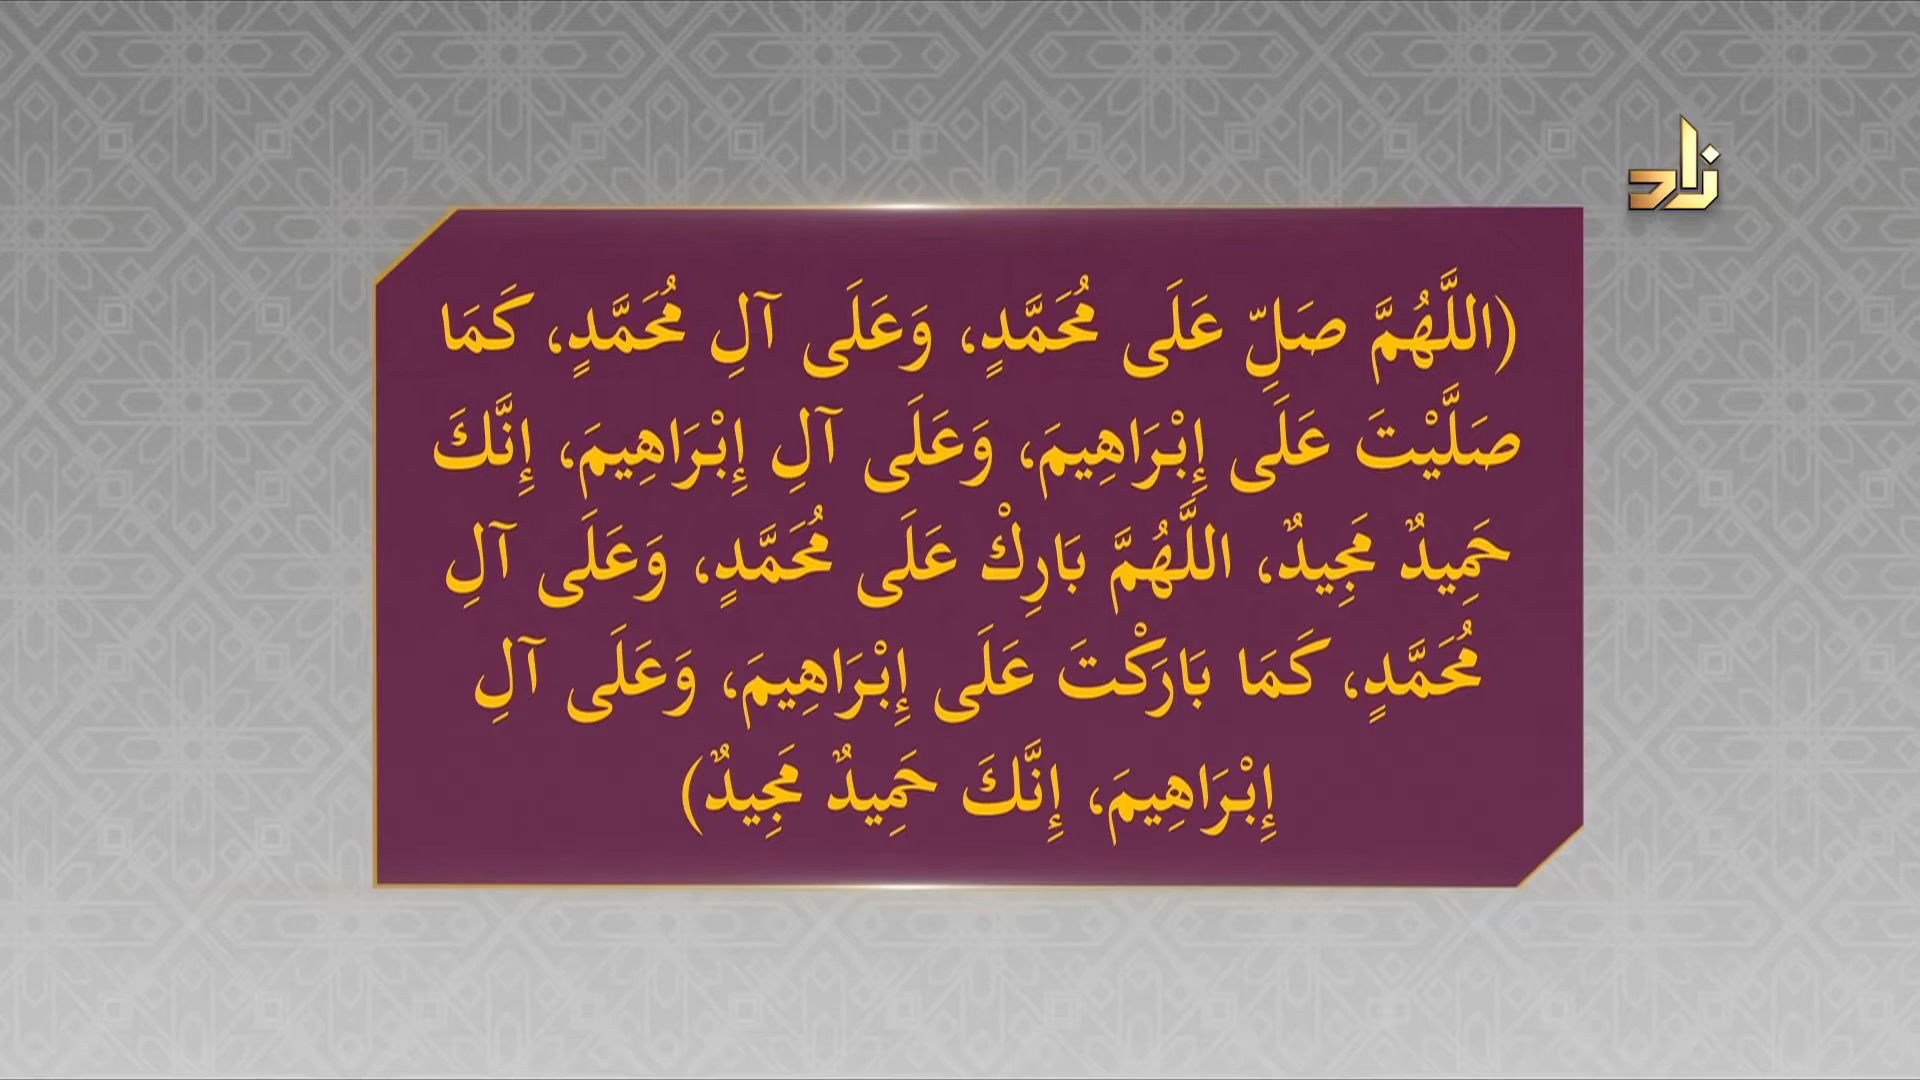 زاد
(اللَّهُمَّ صَلِّ عَلَى مُحَمَّدٍ، وَعَلَى آلِ مُحَمَّدٍ، كَمَا
صَلَّيْتَ عَلَى إِبْرَاهِيمَ، وَعَلَى آلِ إِبْرَاهِيمَ، إِنَّكَ
حَمِيدٌ مَجِيدٌ، اللَّهُمَّ بَارِكْ عَلَى مُحَمَّدٍ، وَعَلَى آلِ
مُحَمَّدٍ، كَمَا بَارَكْتَ عَلَى إِبْرَاهِيمَ، وَعَلَى آلِ
إِبْرَاهِيمَ، إِنَّكَ حَمِيدٌ مَجِيدٌ)